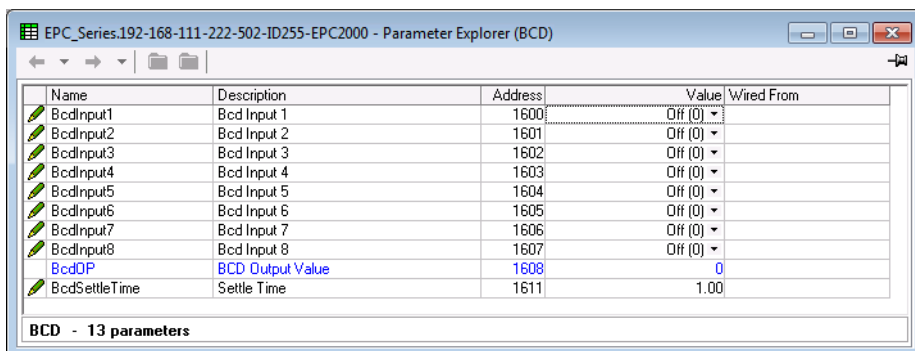 EPC_Series.192-168-111-222-502-ID255-EPC2000 - Parameter Explorer (BCD)
Name Description Address Value Wired From
BcdInput1 Bcd Input 1 1600 Off (0)
BcdInput2 Bcd Input 2 1601 Off (0)
BcdInput3 Bcd Input 3 1602 Off (0)
BcdInput4 Bcd Input 4 1603 Off (0)
BcdInput5 Bcd Input 5 1604 Off (0)
BcdInput6 Bcd Input 6 1605 Off (0)
BcdInput7 Bcd Input 7 1606 Off (0)
BcdInput8 Bcd Input 8 1607 Off (0)
BcdOP BCD Output Value 1608 0
BcdSettleTime Settle Time 1611 1.00
BCD - 13 parameters